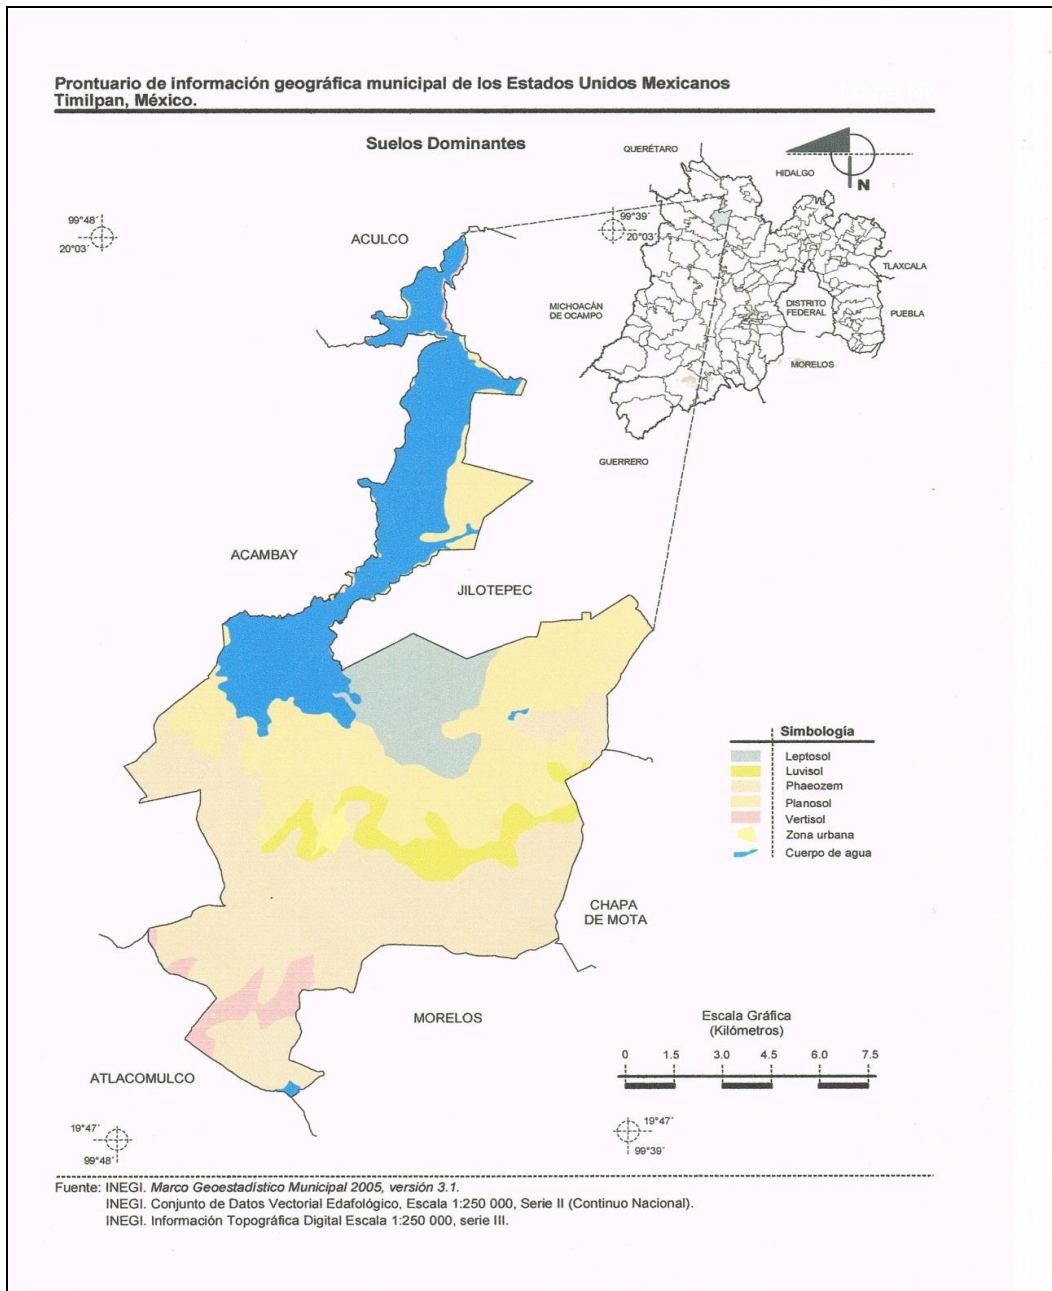 Prontuario de información geográfica municipal de los Estados Unidos Mexicanos
Timilpan, México.
Suelos Dominantes
QUERÉTARO
HIDALGO
N
99°48´
20°03´
ACULCO
99°39´
20°03´
TLAXCALA
MICHOACÁN
DE OCAMPO
DISTRITO
FEDERAL
PUEBLA
MORELOS
GUERRERO
ACAMBAY
JILOTEPEC
Simbología
Leptosol
Luvisol
Phaeozem
Planosol
Vertisol
Zona urbana
Cuerpo de agua
CHAPA
DE MOTA
MORELOS
Escala Gráfica
(Kilómetros)
0 1.5 3.0 4.5 6.0 7.5
ATLACOMULCO
19°47´
99°48´
19°47´
99°39´
Fuente: INEGI. Marco Geoestadístico Municipal 2005, versión 3.1.
INEGI. Conjunto de Datos Vectorial Edafológico, Escala 1:250 000, Serie II (Continuo Nacional).
INEGI. Información Topográfica Digital Escala 1:250 000, serie III.